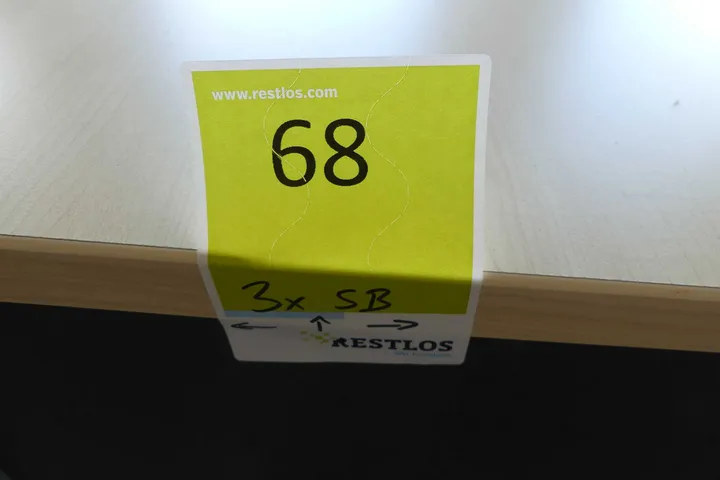 www.restlos.com
68
3x SB
← ↑ →
RESTLOS